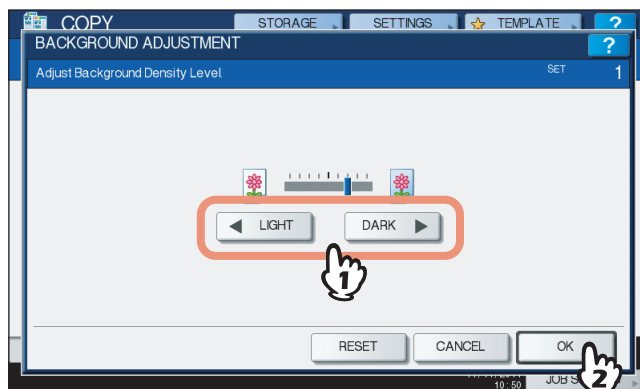 COPY STORAGE SETTINGS TEMPLATE ?
BACKGROUND ADJUSTMENT ?
Adjust Background Density Level. SET 1
LIGHT DARK
1
RESET CANCEL OK
2
10:50 JOB S